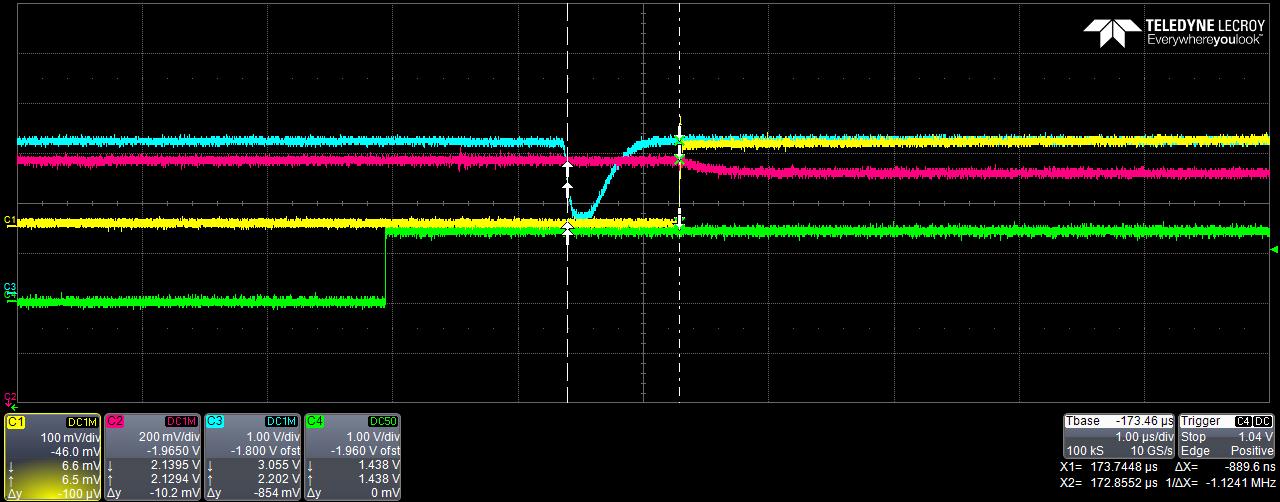 TELEDYNE LECROY
Everywhereyoulook™
C1
C3
C2
C1 DC1M
100 mV/div
-46.0 mV
↓ 6.6 mV
↑ 6.5 mV
Δy -100 µV
C2 DC1M
200 mV/div
-1.9650 V
↓ 2.1395 V
↑ 2.1294 V
Δy -10.2 mV
C3 DC1M
1.00 V/div
-1.800 V ofst
↓ 3.055 V
↑ 2.202 V
Δy -854 mV
C4 DC50
1.00 V/div
-1.960 V ofst
↓ 1.438 V
↑ 1.438 V
Δy 0 mV
Tbase -173.46 µs
1.00 µs/div
100 kS 10 GS/s
Trigger C4 DC
Stop 1.04 V
Edge Positive
X1= 173.7448 µs ΔX= -889.6 ns
X2= 172.8552 µs 1/ΔX= -1.1241 MHz